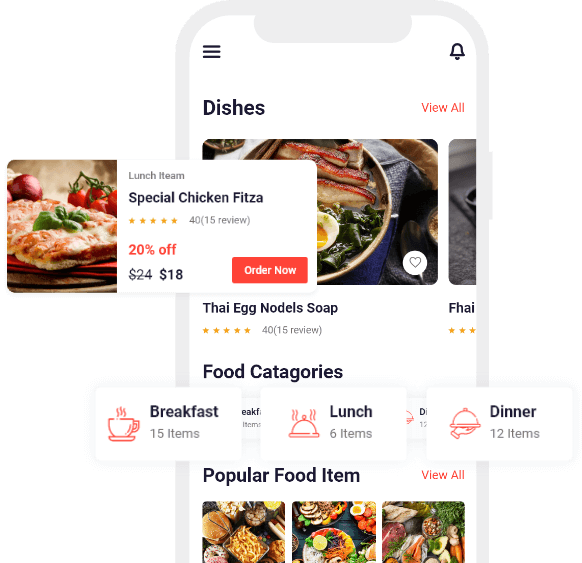 Dishes
View All
Lunch Iteam
Special Chicken Fitza
40(15 review)
20% off
$24 $18
Order Now
Thai Egg Nodels Soap
Fhai
40(15 review)
Food Catagories
Breakfast
15 Items
Lunch
6 Items
Dinner
12 Items
Popular Food Item
View All